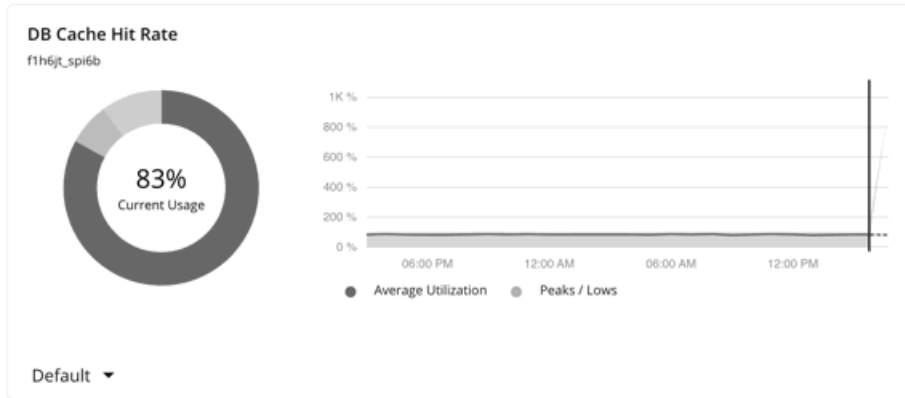 DB Cache Hit Rate
f1h6jt_spi6b
83%
Current Usage
1K %
800 %
600 %
400 %
200 %
0 %
06:00 PM 12:00 AM 06:00 AM 12:00 PM
Average Utilization Peaks / Lows
Default